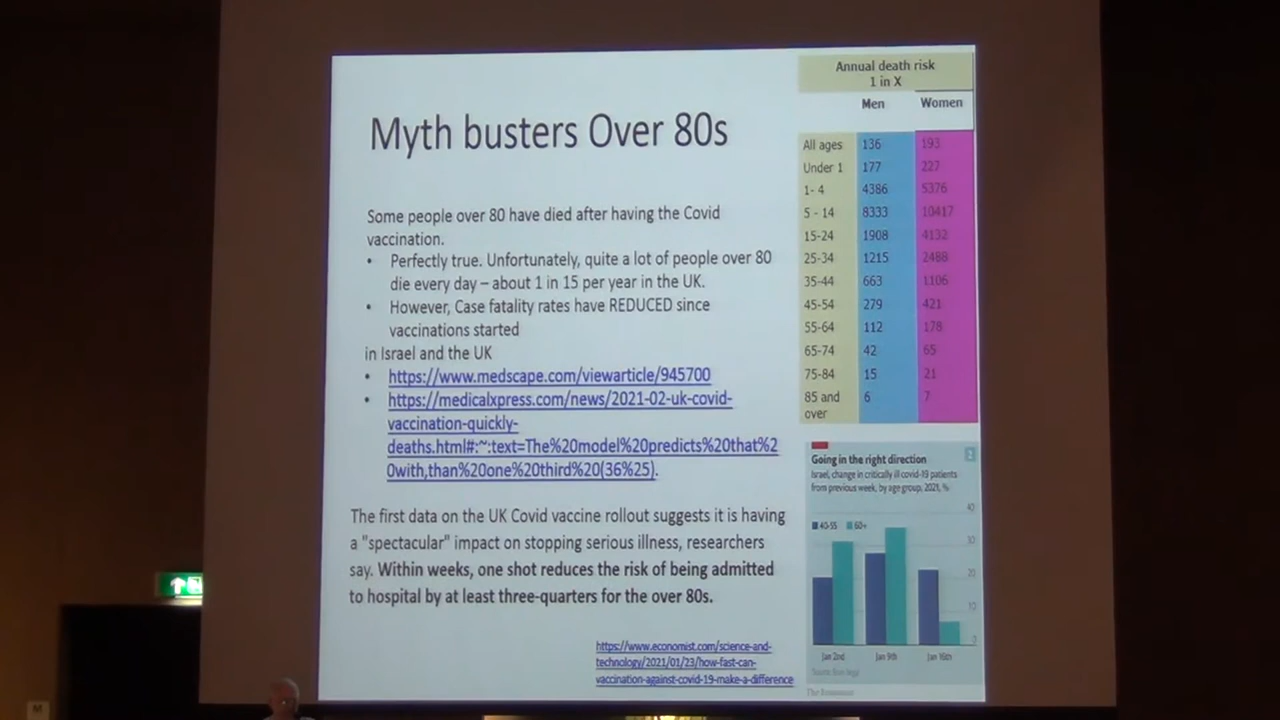 Myth busters Over 80s
Some people over 80 have died after having the Covid
vaccination.
• Perfectly true. Unfortunately, quite a lot of people over 80
die every day – about 1 in 15 per year in the UK.
• However, Case fatality rates have REDUCED since
vaccinations started
in Israel and the UK
• https://www.medscape.com/viewarticle/945700
• https://medicalxpress.com/news/2021-02-uk-covid-
vaccination-quickly-
deaths.html#:~:text=The%20model%20predicts%20that%2
0with,than%20one%20third%20(36%25).
The first data on the UK Covid vaccine rollout suggests it is having
a "spectacular" impact on stopping serious illness, researchers
say. Within weeks, one shot reduces the risk of being admitted
to hospital by at least three-quarters for the over 80s.
https://www.economist.com/science-and-
technology/2021/01/23/how-fast-can-
vaccination-against-covid-19-make-a-difference
Annual death risk
1 in X
Men Women
All ages 136 193
Under 1 177 227
1- 4 4386 5376
5 - 14 8333 10417
15-24 1908 4132
25-34 1215 2488
35-44 663 1106
45-54 279 421
55-64 112 178
65-74 42 65
75-84 15 21
85 and 6 7
over
Going in the right direction 2
Israel, change in critically ill covid-19 patients
from previous week, by age group, 2021, %
40
40-55 60+
30
20
10
0
Jan 2nd Jan 9th Jan 16th
The Economist
M